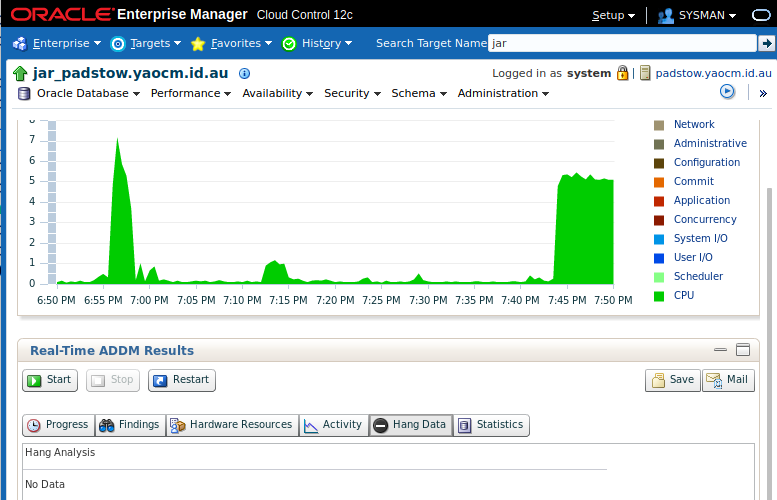 ORACLE Enterprise Manager Cloud Control 12c
Setup SYSMAN
Enterprise Targets Favorites History Search Target Name jar
jar_padstow.yaocm.id.au Logged in as system padstow.yaocm.id.au
Oracle Database Performance Availability Security Schema Administration »
8
7
6
5
4
3
2
1
0
6:50 PM 6:55 PM 7:00 PM 7:05 PM 7:10 PM 7:15 PM 7:20 PM 7:25 PM 7:30 PM 7:35 PM 7:40 PM 7:45 PM 7:50 PM
Network
Administrative
Configuration
Commit
Application
Concurrency
System I/O
User I/O
Scheduler
CPU
Real-Time ADDM Results
Start Stop Restart Save Mail
Progress Findings Hardware Resources Activity Hang Data Statistics
Hang Analysis
No Data